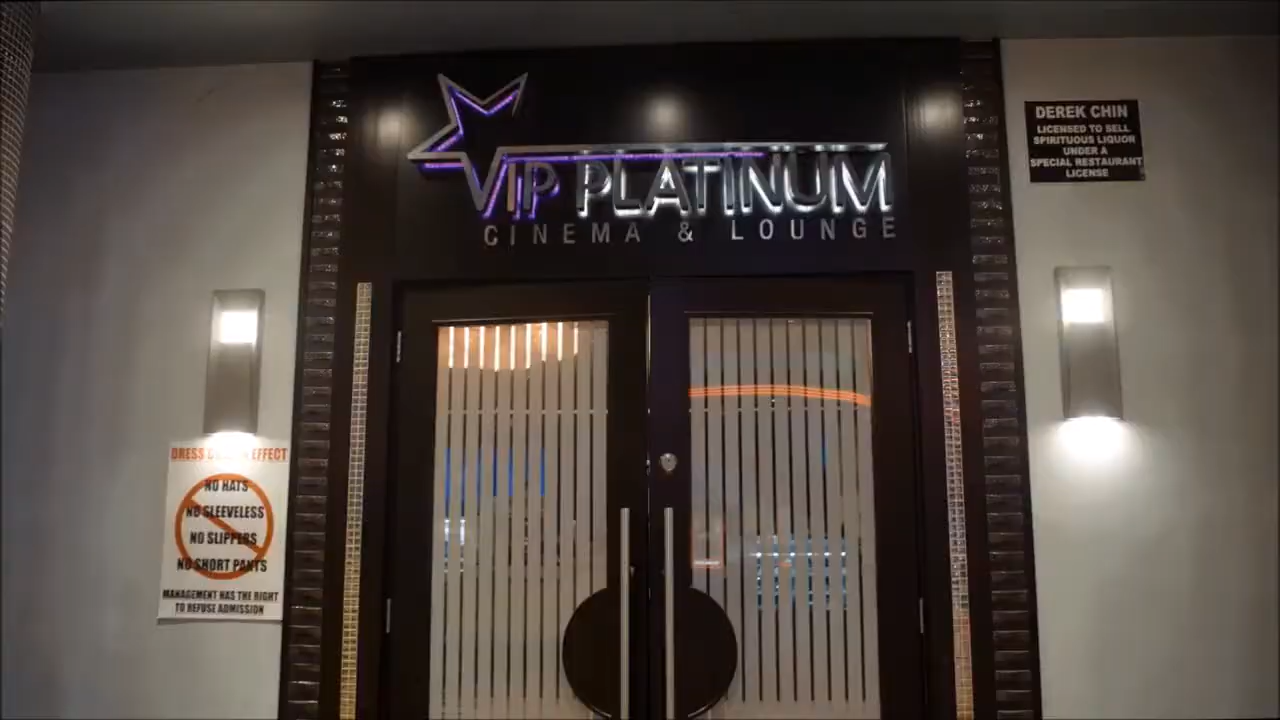 VIP PLATINUM
CINEMA & LOUNGE
DEREK CHIN
LICENSED TO SELL
SPIRITUOUS LIQUOR
UNDER A
SPECIAL RESTAURANT
LICENSE
DRESS EFFECT
NO HATS
NO SLEEVELESS
NO SLIPPERS
NO SHORT PANTS
MANAGEMENT HAS THE RIGHT
TO REFUSE ADMISSION